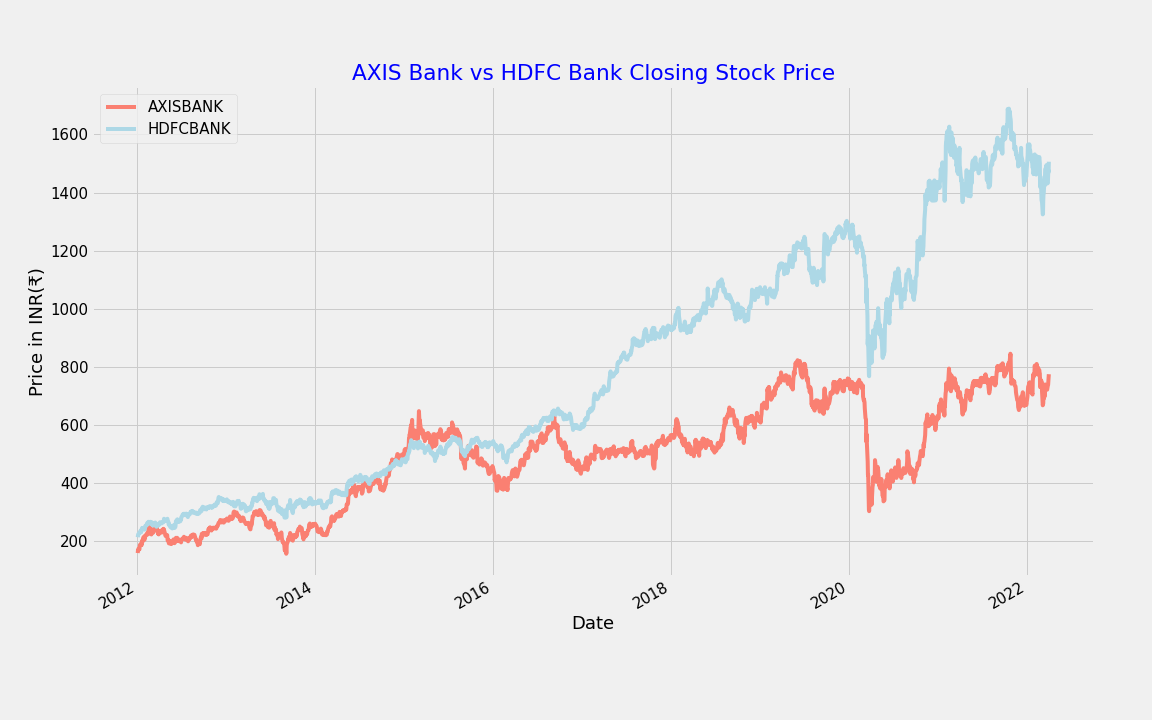 AXIS Bank vs HDFC Bank Closing Stock Price
AXISBANK
HDFCBANK
1600
1400
1200
1000
800
600
400
200
Price in INR(₹)
2012
2014
2016
2018
2020
2022
Date